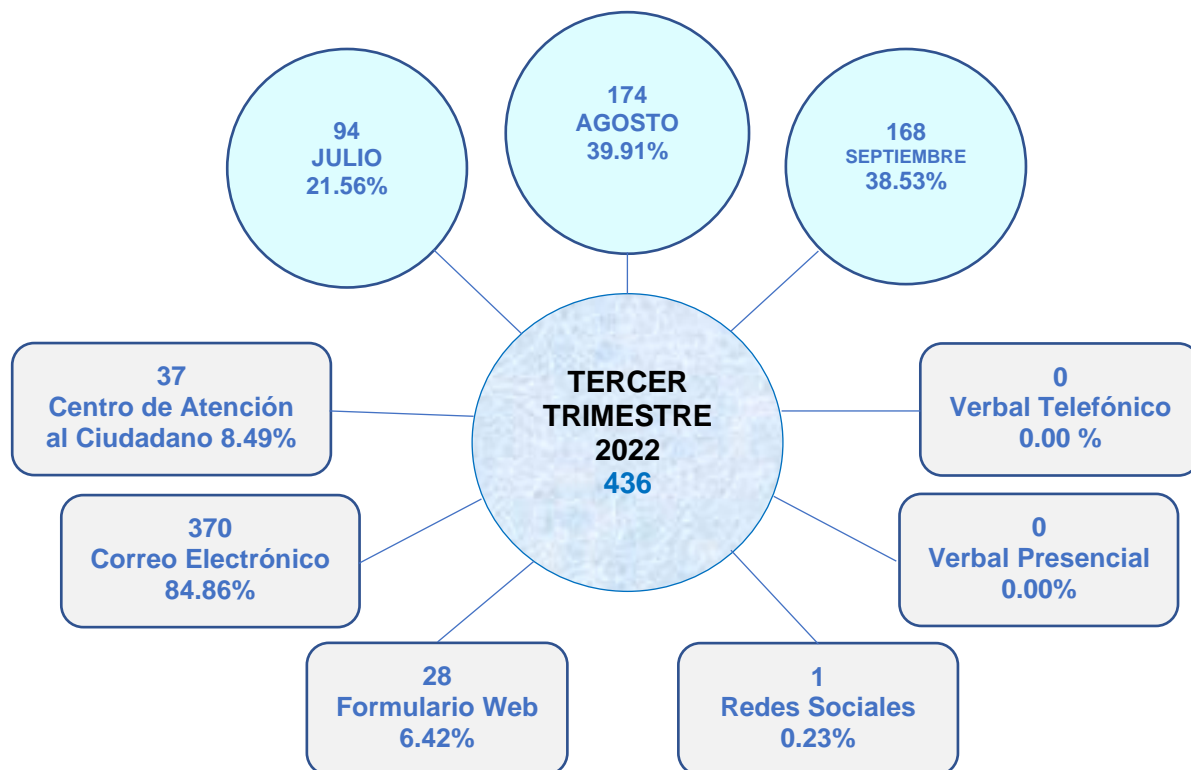 94
JULIO
21.56%
174
AGOSTO
39.91%
168
SEPTIEMBRE
38.53%
TERCER
TRIMESTRE
2022
436
37
Centro de Atención
al Ciudadano 8.49%
0
Verbal Telefónico
0.00 %
370
Correo Electrónico
84.86%
0
Verbal Presencial
0.00%
28
Formulario Web
6.42%
1
Redes Sociales
0.23%